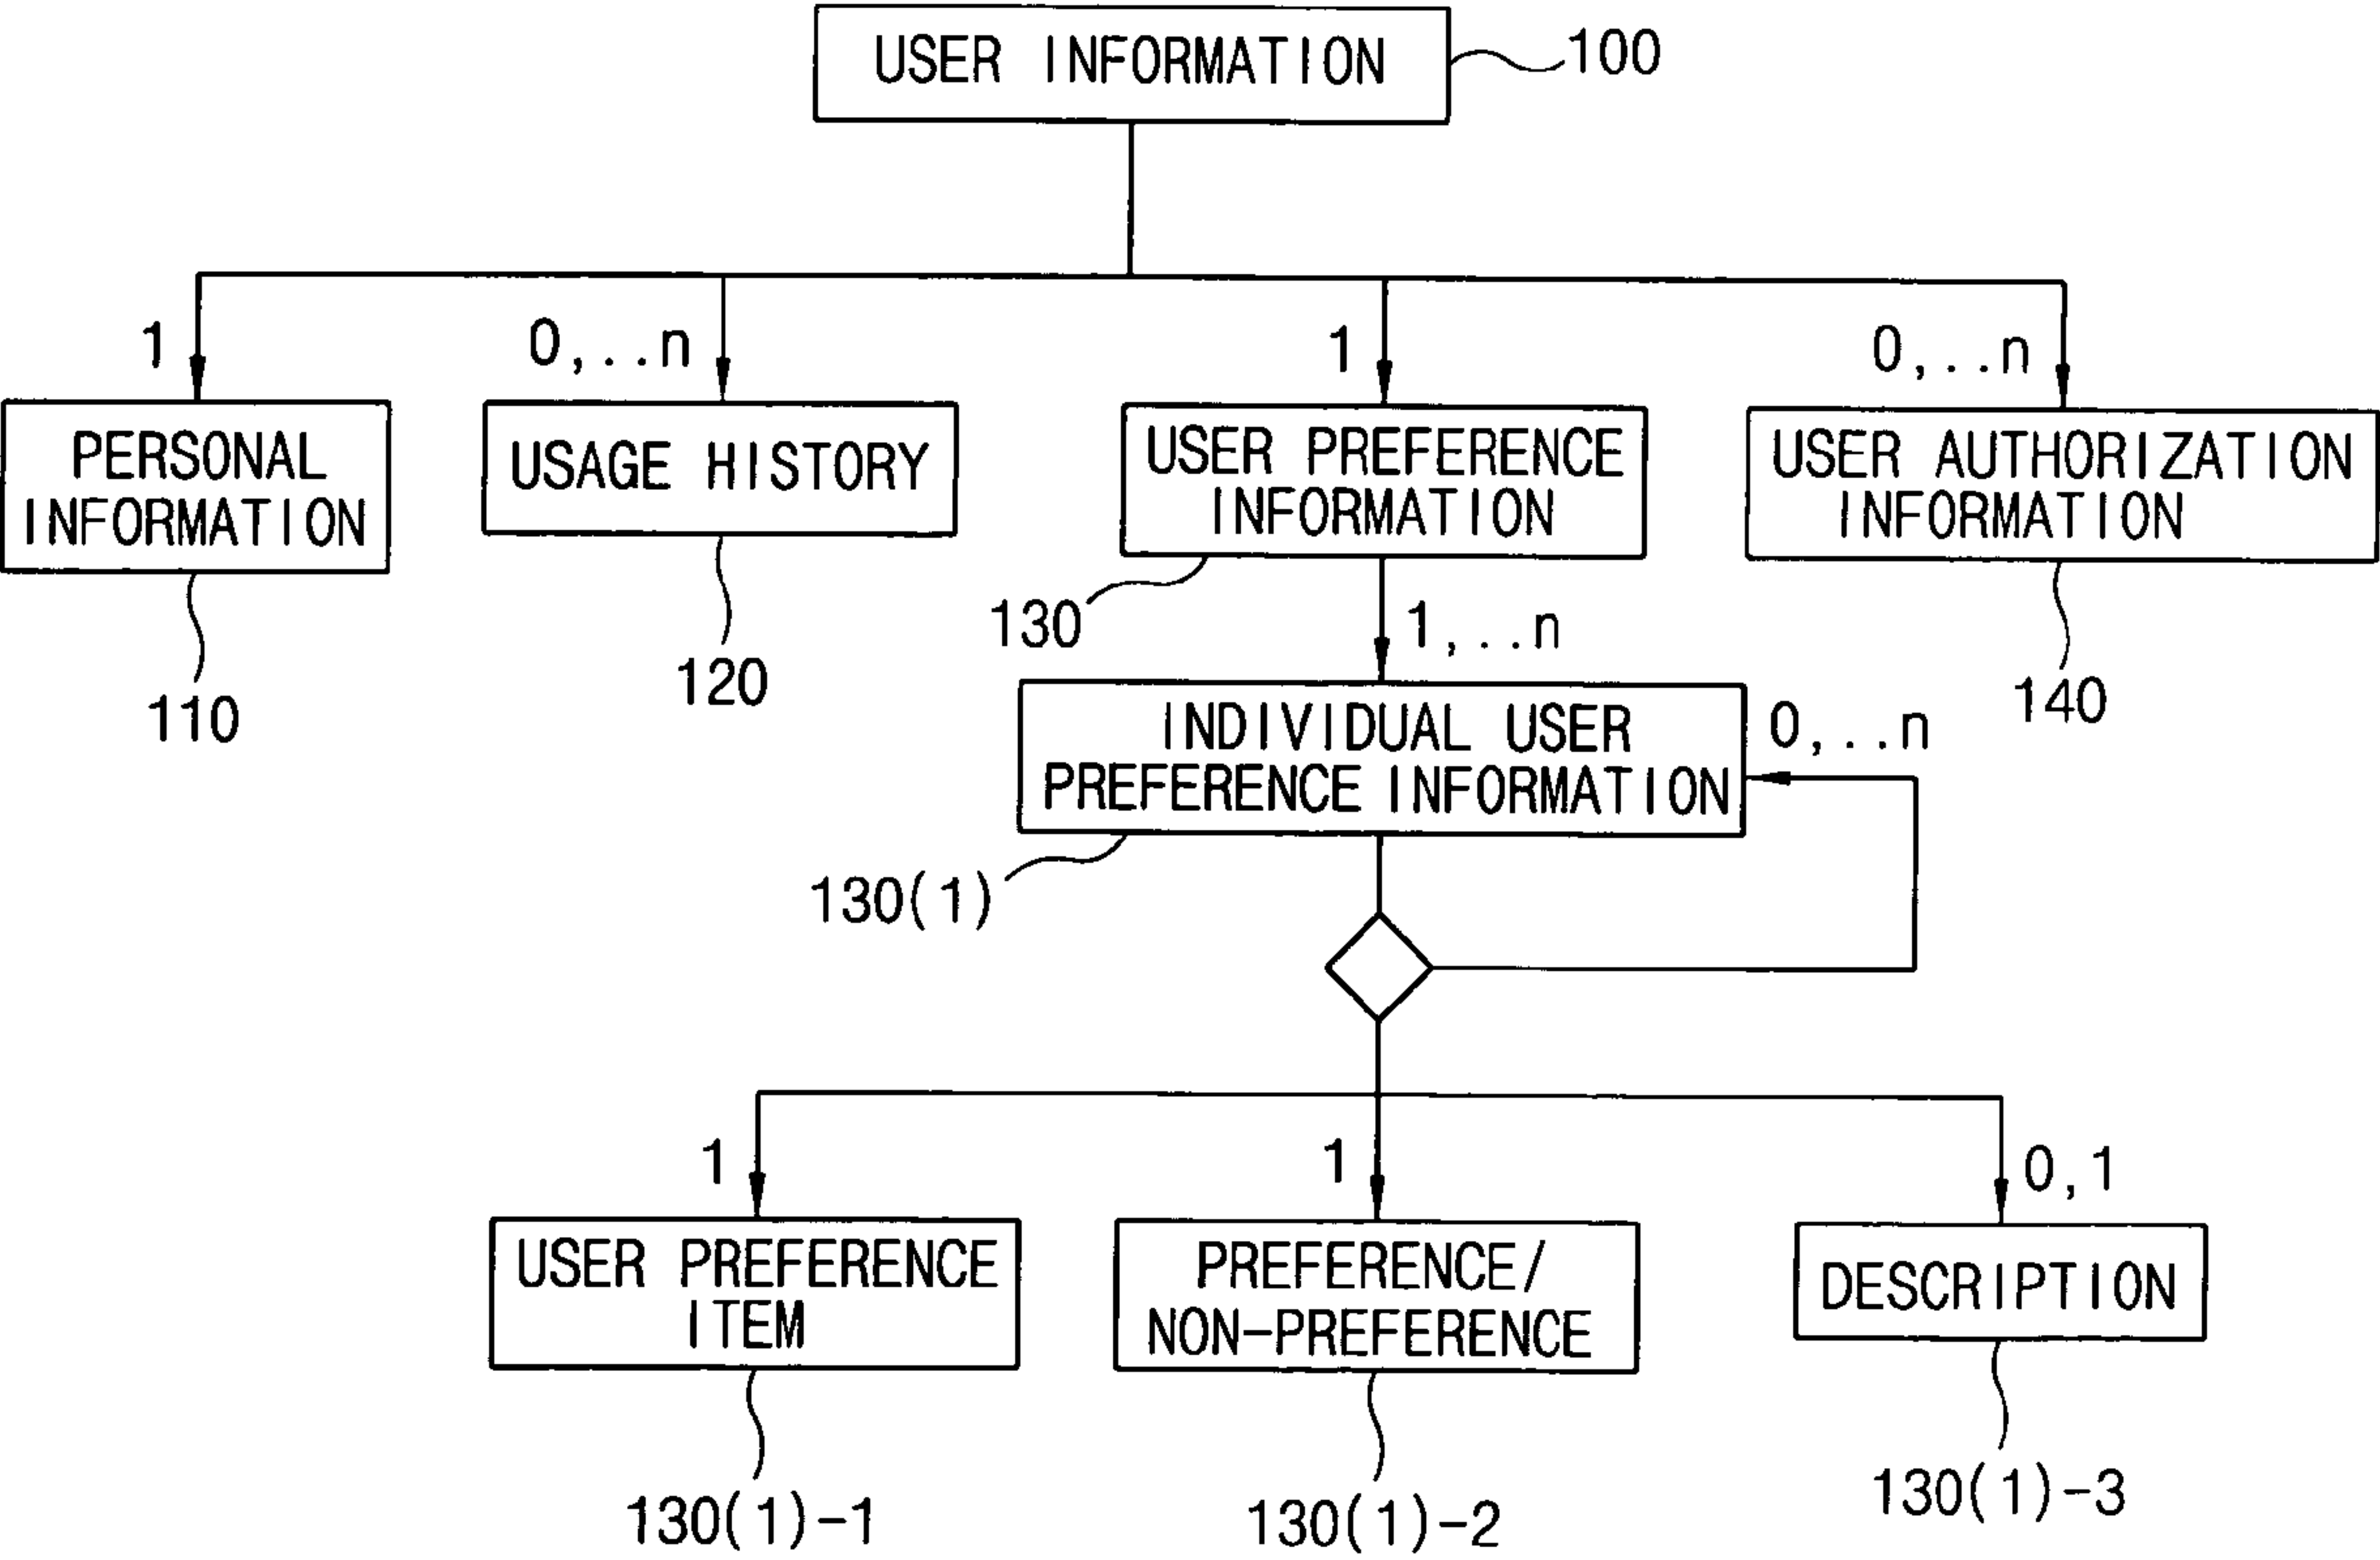 USER INFORMATION
100
1
0,..n
1
0,..n
PERSONAL
INFORMATION
USAGE HISTORY
USER PREFERENCE
INFORMATION
USER AUTHORIZATION
INFORMATION
110
120
130
1,..n
140
INDIVIDUAL USER
PREFERENCE INFORMATION
0,..n
130(1)
1
1
0,1
USER PREFERENCE
ITEM
PREFERENCE/
NON-PREFERENCE
DESCRIPTION
130(1)-1
130(1)-2
130(1)-3